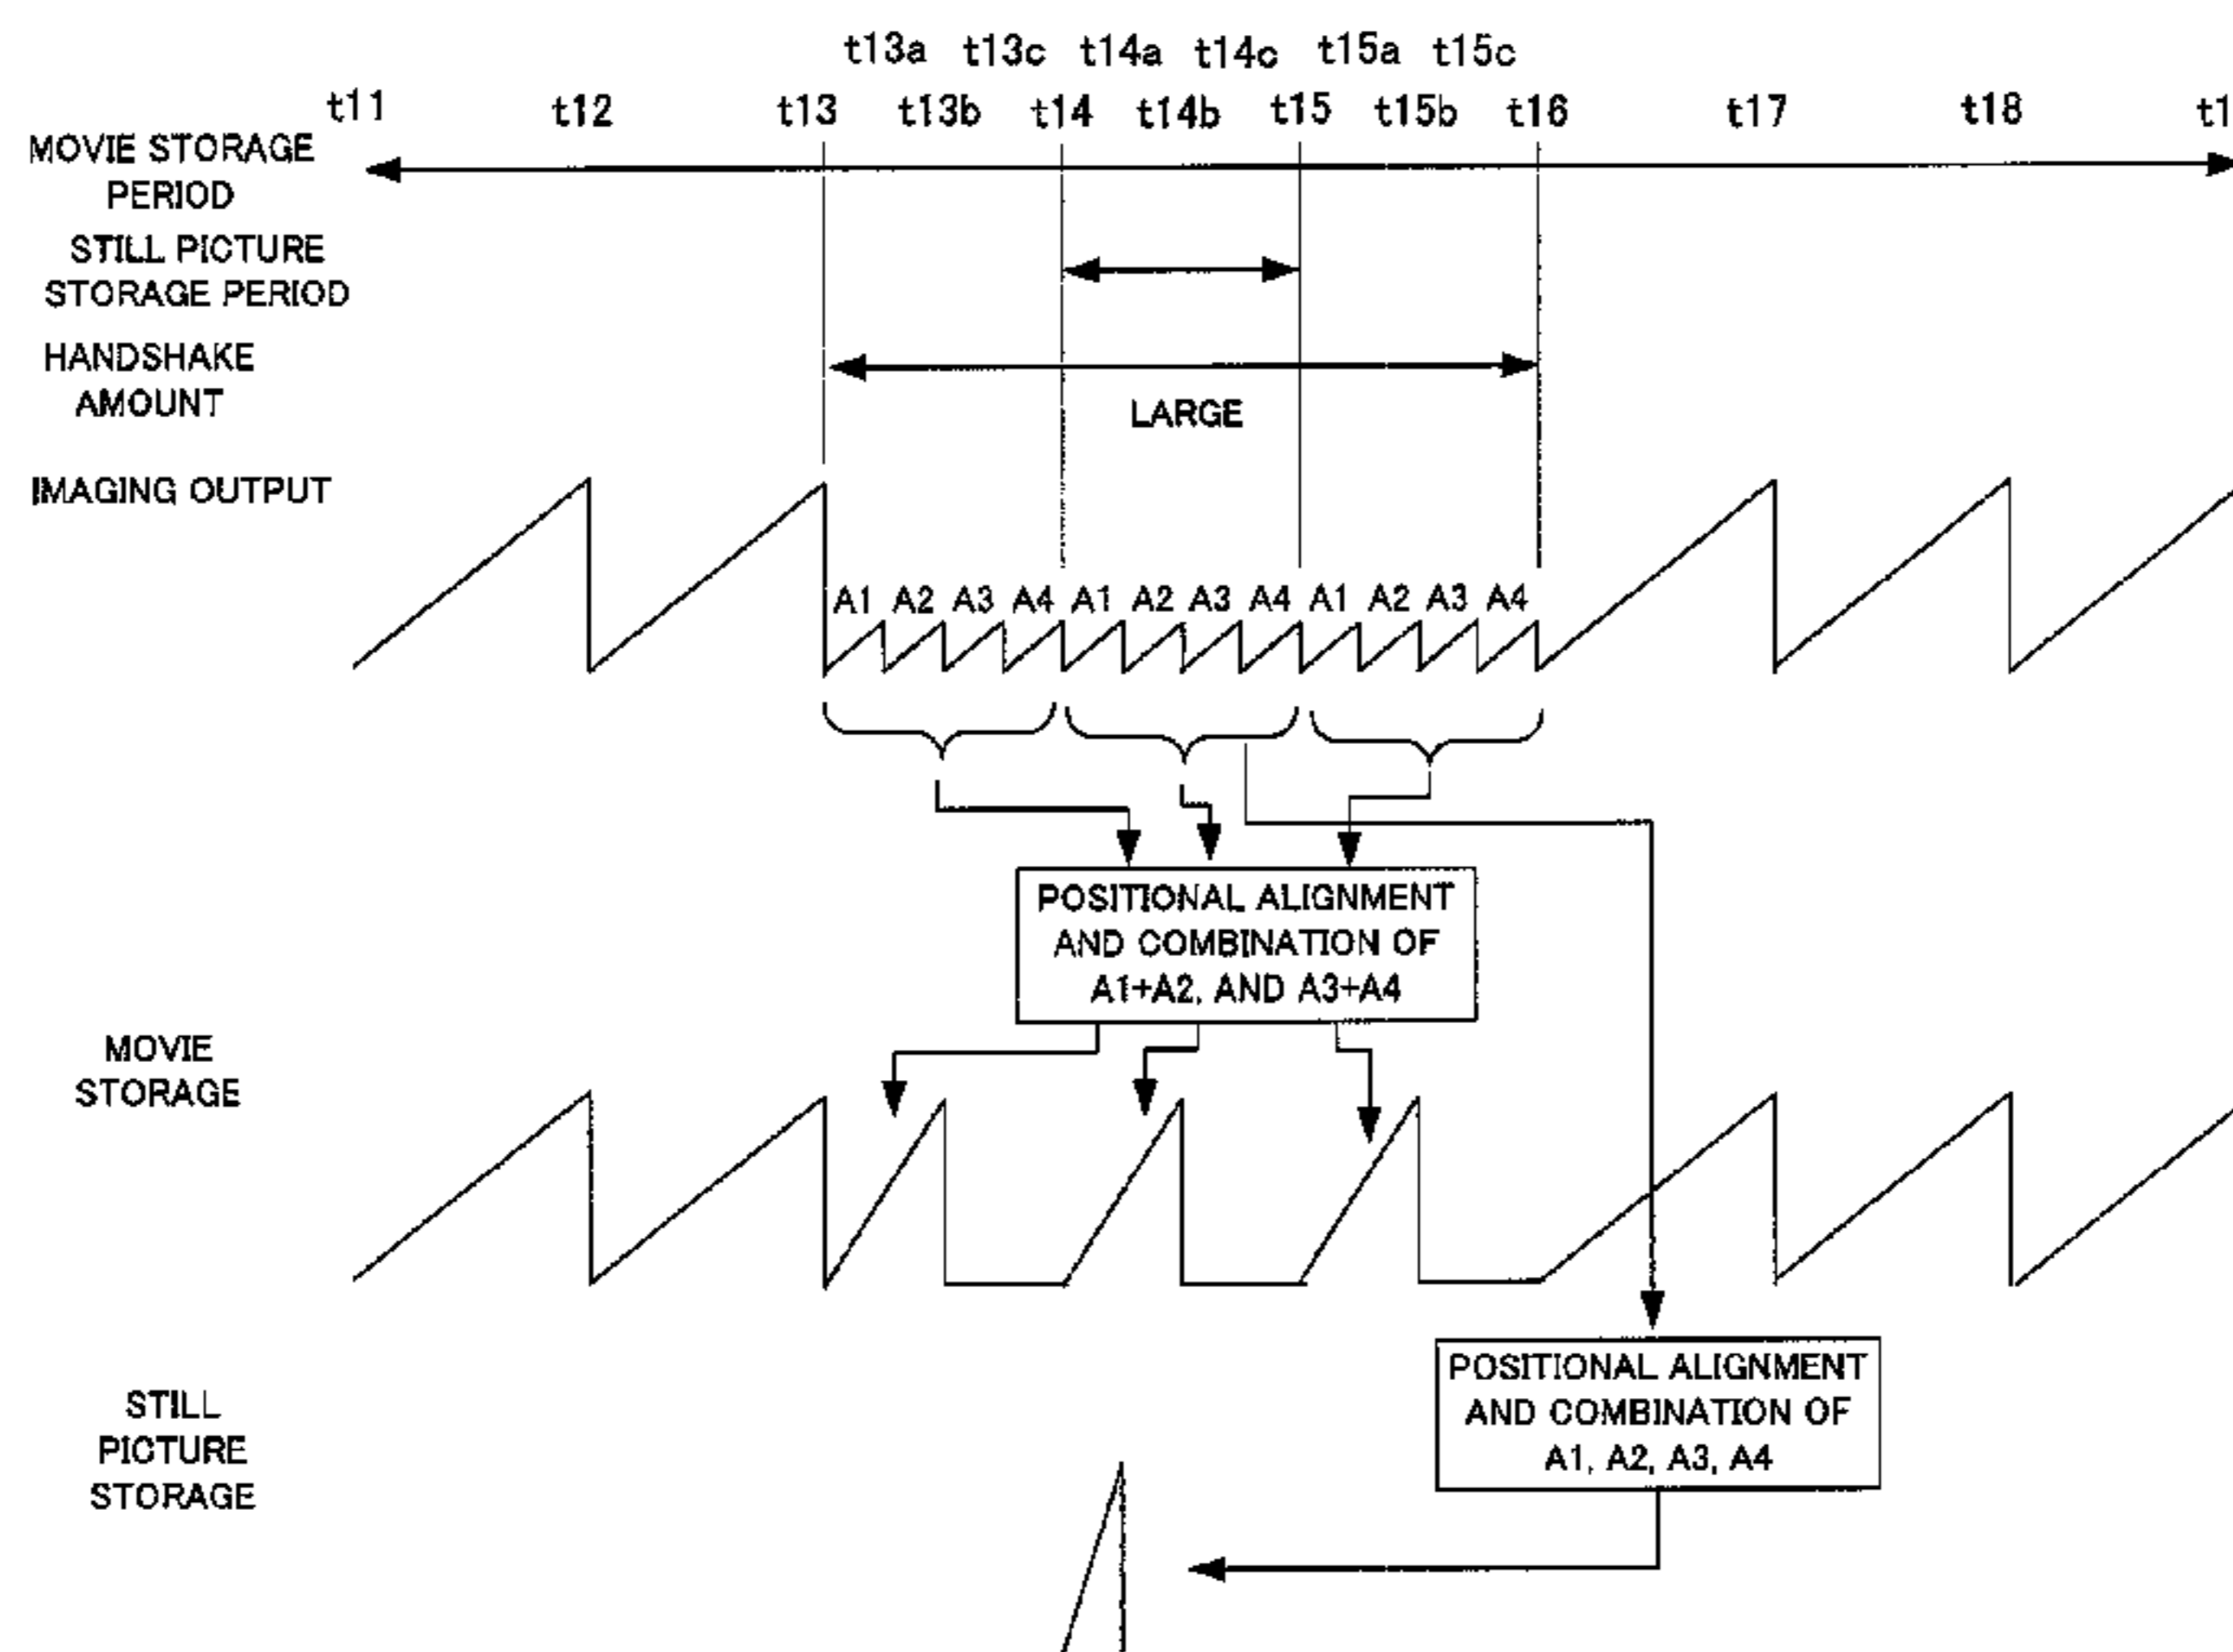 t13a t13c t14a t14c t15a t15c
t11 t12 t13 t13b t14 t14b t15 t15b t16 t17 t18 t1
MOVIE STORAGE
PERIOD
STILL PICTURE
STORAGE PERIOD
HANDSHAKE
AMOUNT
LARGE
IMAGING OUTPUT
A1 A2 A3 A4 A1 A2 A3 A4 A1 A2 A3 A4
POSITIONAL ALIGNMENT
AND COMBINATION OF
A1+A2, AND A3+A4
MOVIE
STORAGE
POSITIONAL ALIGNMENT
AND COMBINATION OF
A1, A2, A3, A4
STILL
PICTURE
STORAGE